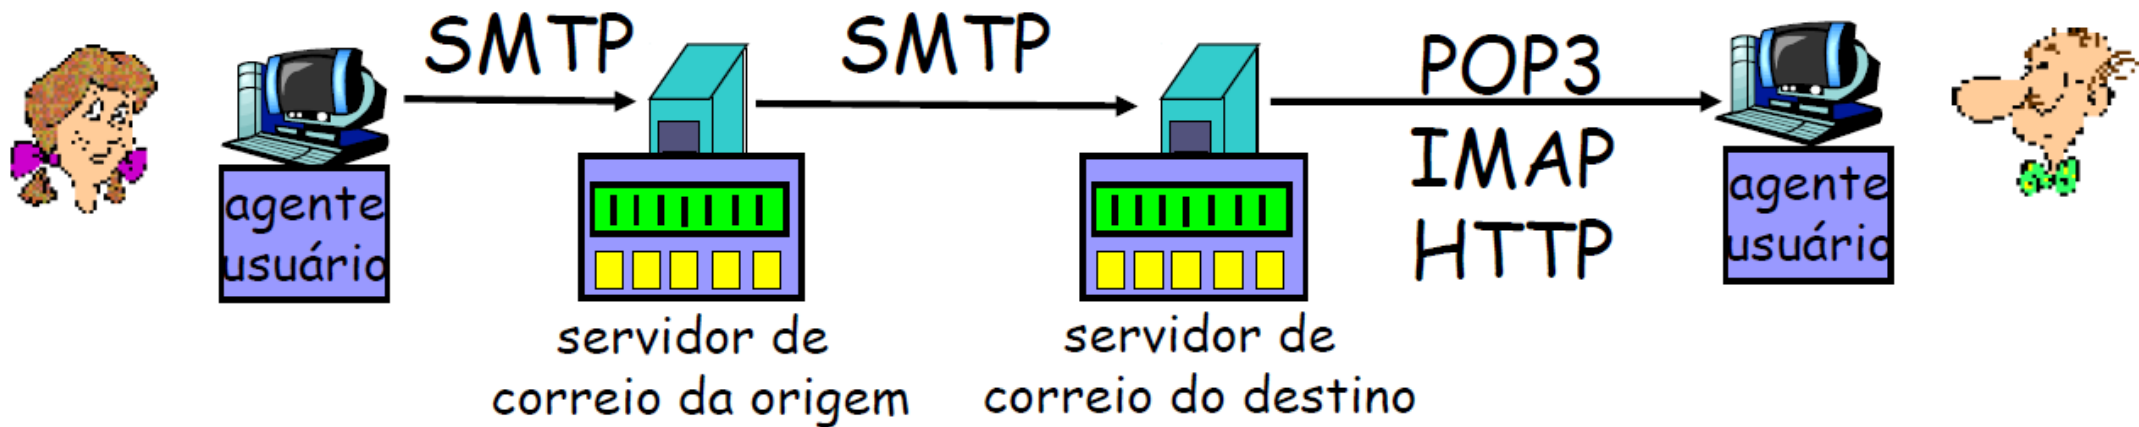 SMTP
SMTP
POP3
IMAP
HTTP
agente
usuário
servidor de
correio da origem
servidor de
correio do destino
agente
usuário